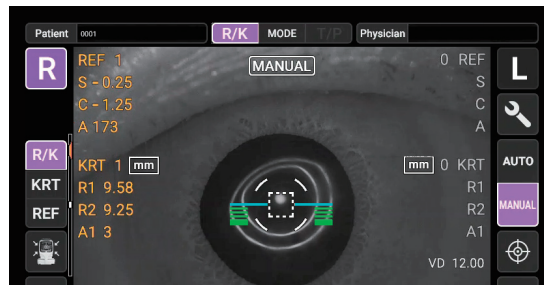 Patient 0001 R/K MODE T/P Physician
R L
REF 1 MANUAL 0 REF
S - 0.25 S
C - 1.25 C
A 173 A
R/K KRT REF
KRT 1 mm mm 0 KRT
R1 9.58 R1
R2 9.25 R2
A1 3 A1
AUTO
MANUAL
VD 12.00